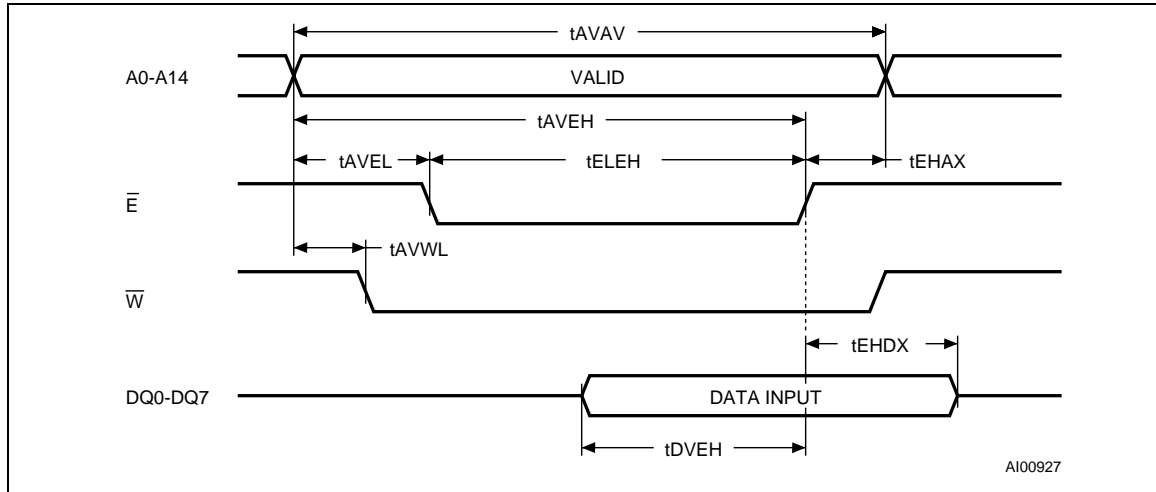 tAVAV
A0-A14
VALID
tAVEH
tAVEL
tELEH
tEHAX
E̅
tAVWL
W̅
tEHDX
DQ0-DQ7
DATA INPUT
tDVEH
AI00927